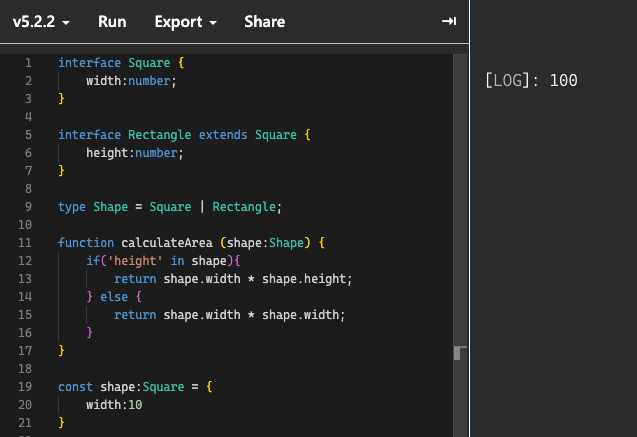 v5.2.2 Run Export Share
1 interface Square {
2     width:number;
3 }
4
5 interface Rectangle extends Square {
6     height:number;
7 }
8
9 type Shape = Square | Rectangle;
10
11 function calculateArea (shape:Shape) {
12     if('height' in shape){
13         return shape.width * shape.height;
14     } else {
15         return shape.width * shape.width;
16     }
17 }
18
19 const shape:Square = {
20     width:10
21 }
[LOG]: 100